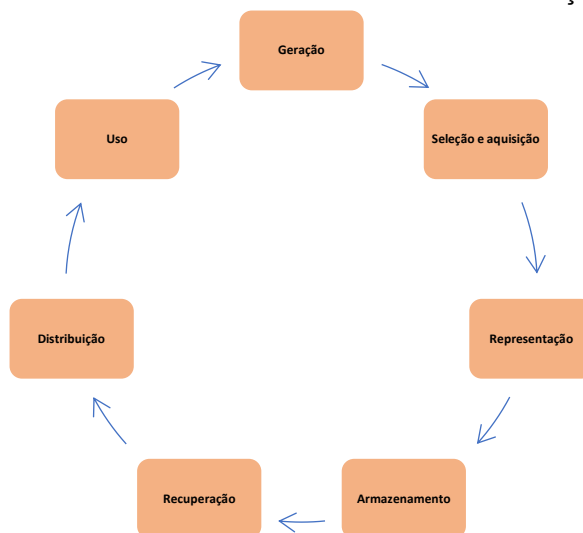 Geração
Seleção e aquisição
Representação
Armazenamento
Recuperação
Distribuição
Uso